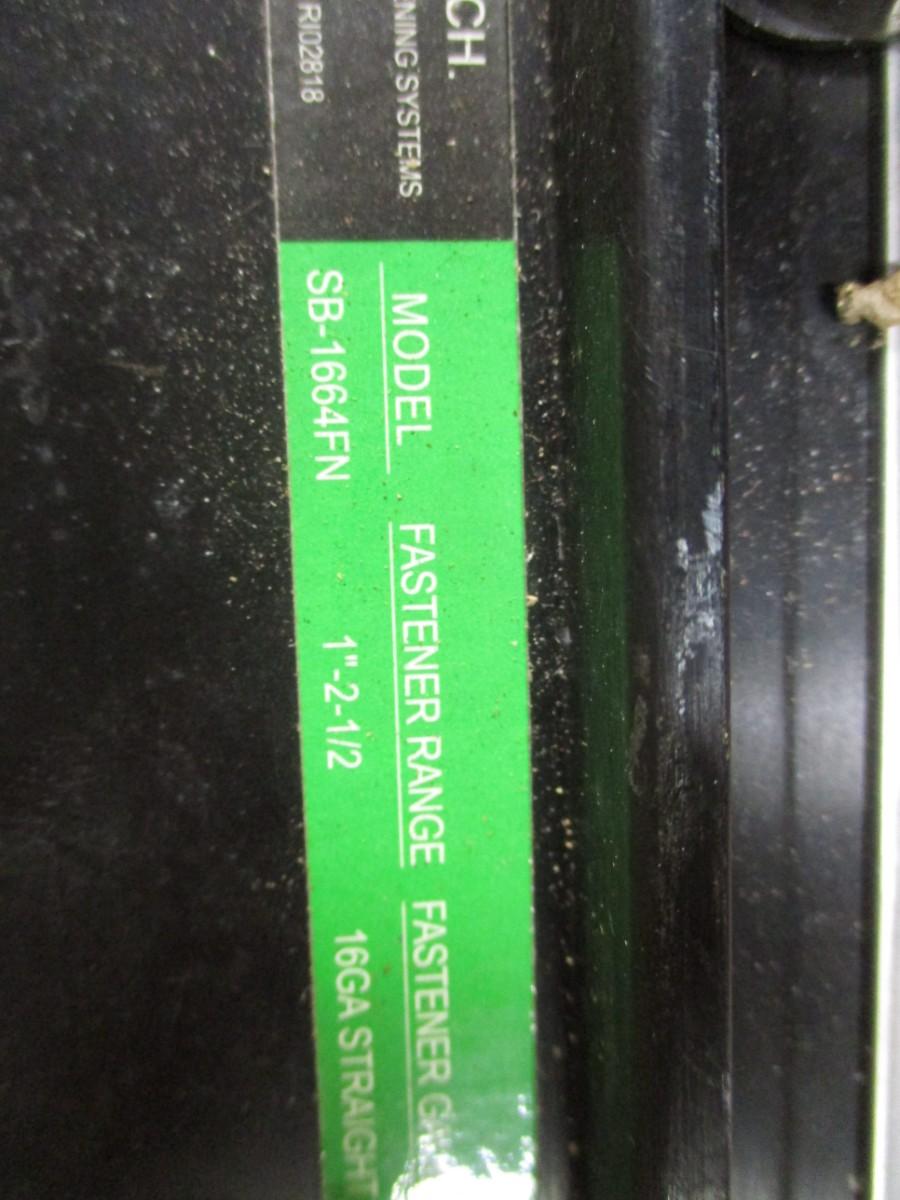 CH.
NING SYSTEMS
RI02818
MODEL FASTENER RANGE FASTENER
SB-1664FN 1"-2-1/2 16GA STRAIGHT